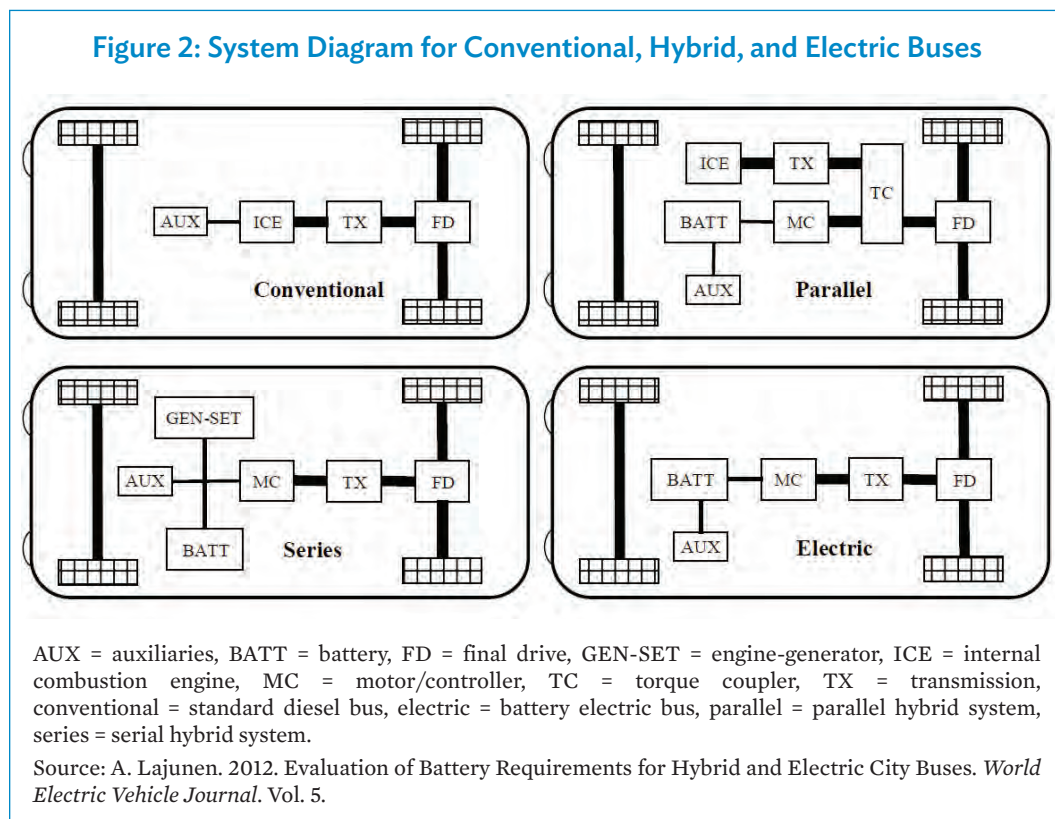 Figure 2: System Diagram for Conventional, Hybrid, and Electric Buses
AUX ICE TX FD
Conventional
ICE TX
TC
BATT MC FD
AUX
Parallel
GEN-SET
AUX MC TX FD
BATT
Series
BATT MC TX FD
AUX
Electric
AUX = auxiliaries, BATT = battery, FD = final drive, GEN-SET = engine-generator, ICE = internal
combustion engine, MC = motor/controller, TC = torque coupler, TX = transmission,
conventional = standard diesel bus, electric = battery electric bus, parallel = parallel hybrid system,
series = serial hybrid system.
Source: A. Lajunen. 2012. Evaluation of Battery Requirements for Hybrid and Electric City Buses. World
Electric Vehicle Journal. Vol. 5.